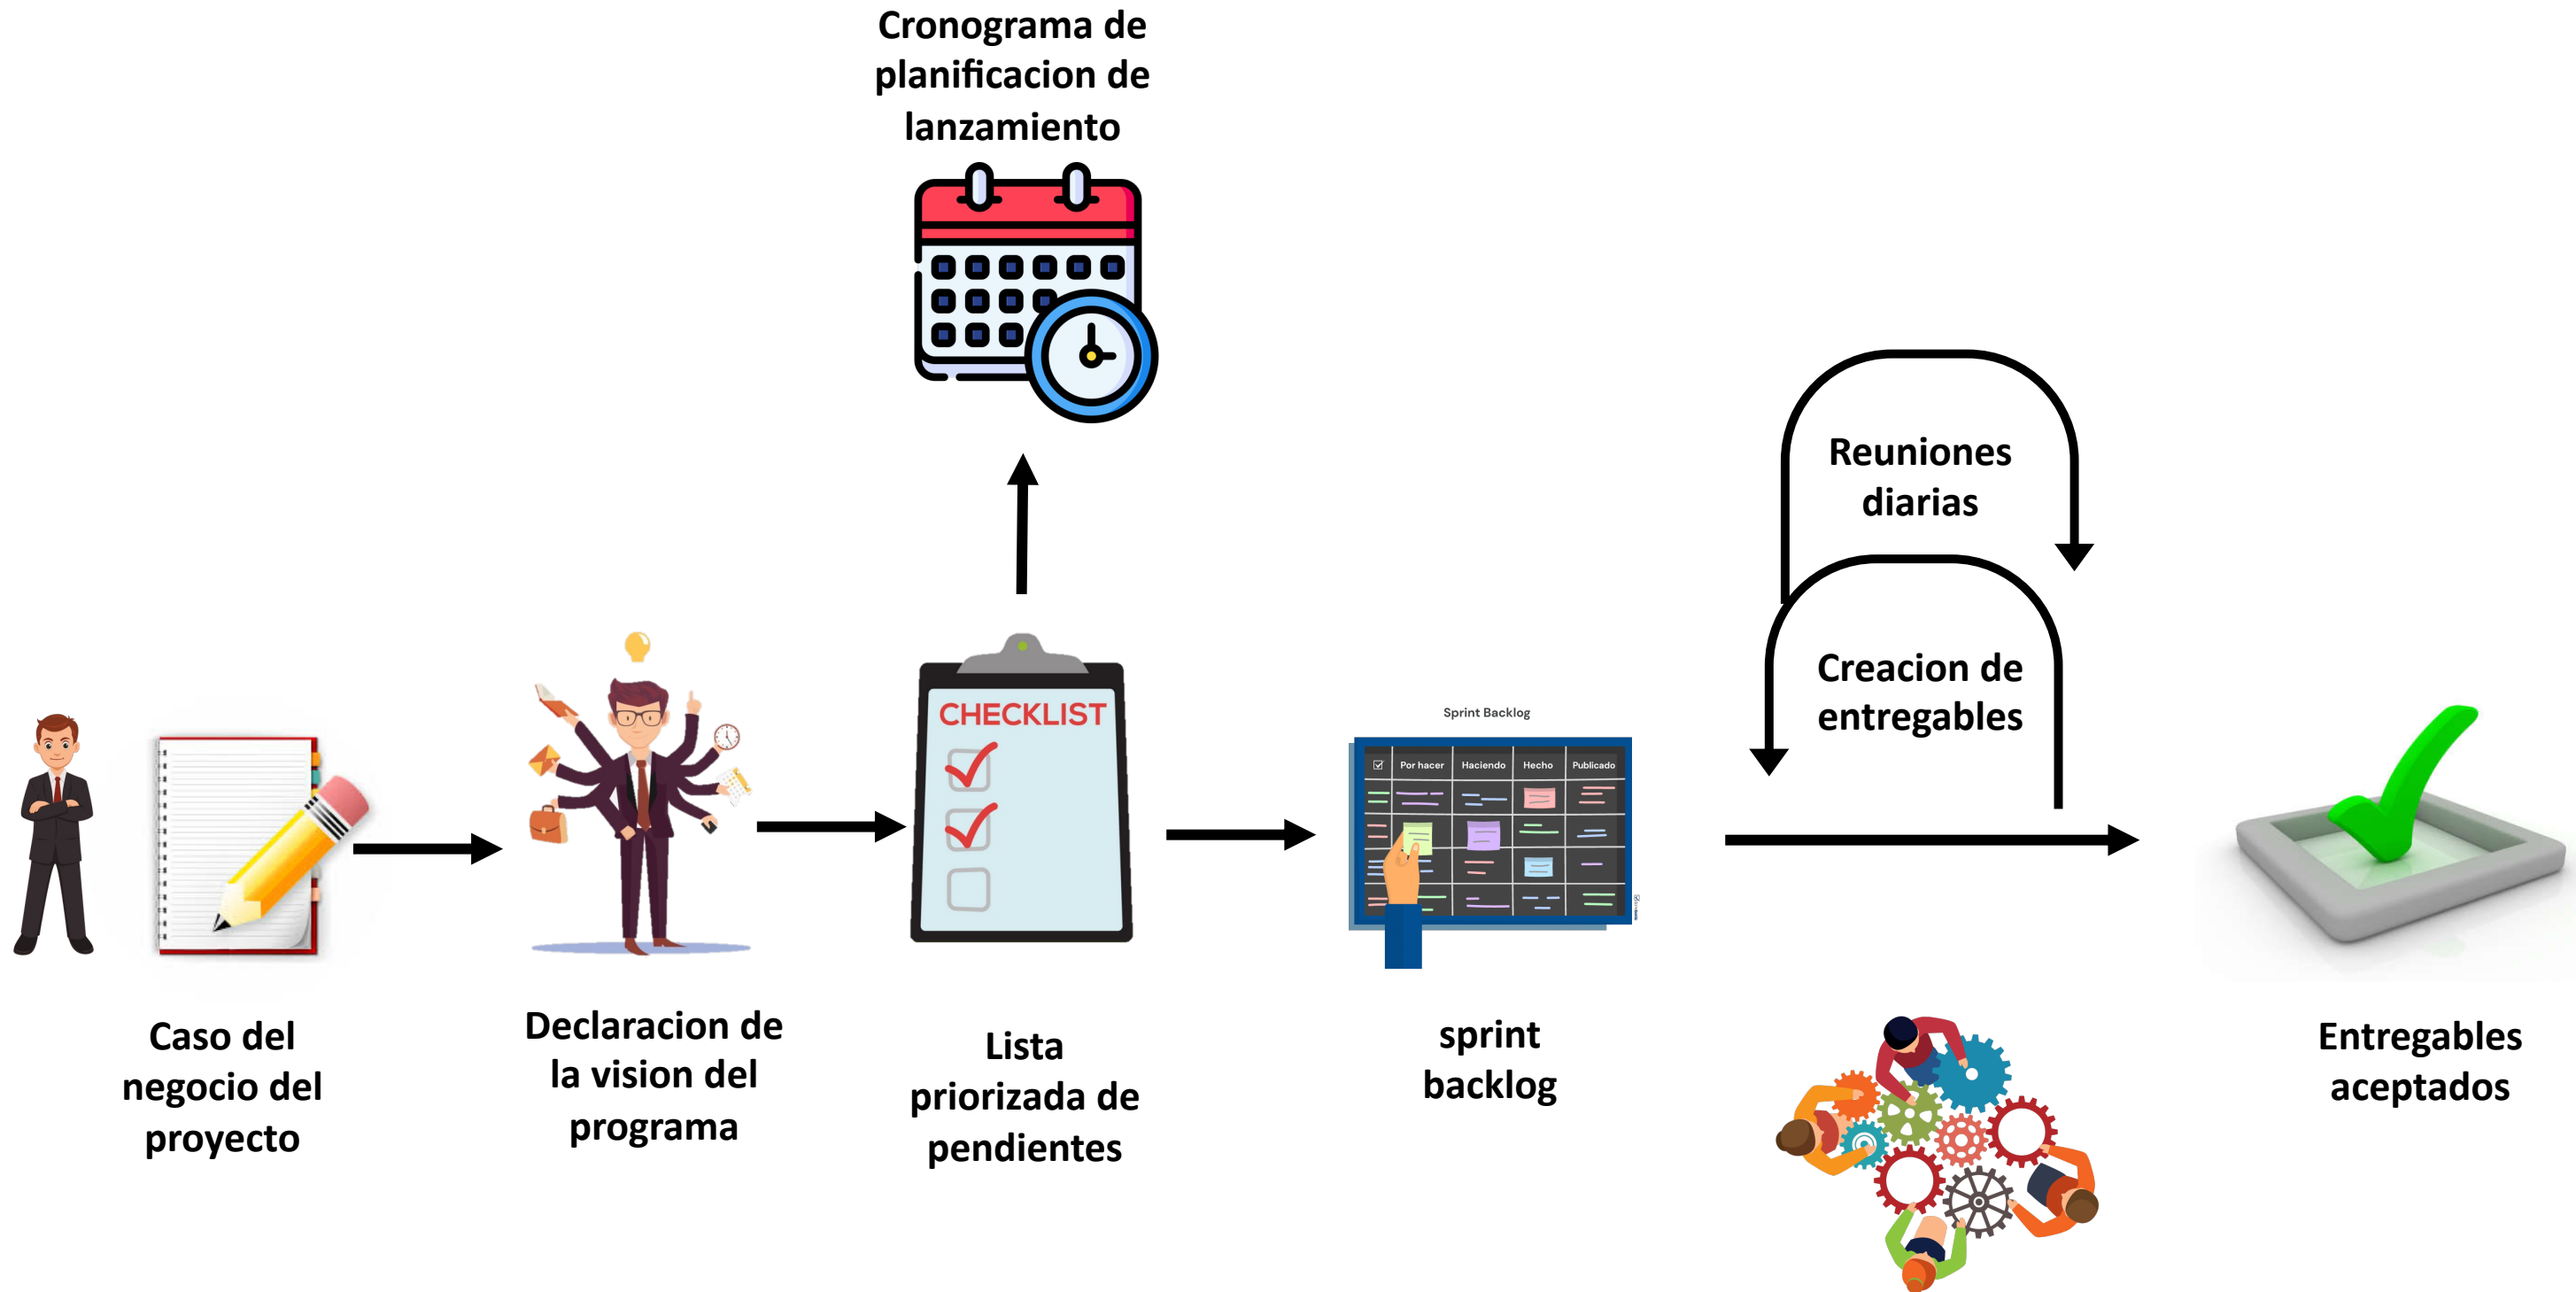 Cronograma de
planificacion de
lanzamiento
Reuniones
diarias
Creacion de
entregables
CHECKLIST
Sprint Backlog
Por hacer
Haciendo
Hecho
Publicado
Caso del
negocio del
proyecto
Declaracion de
la vision del
programa
Lista
priorizada de
pendientes
sprint
backlog
Entregables
aceptados